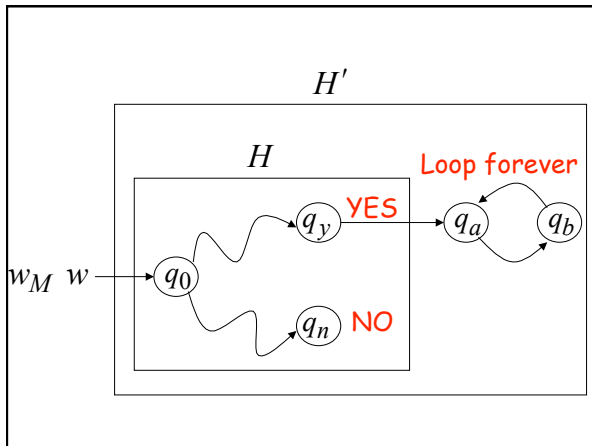 H′
H
Loop forever
YES
q_y
q_a
q_b
w_M w
q_0
q_n
NO